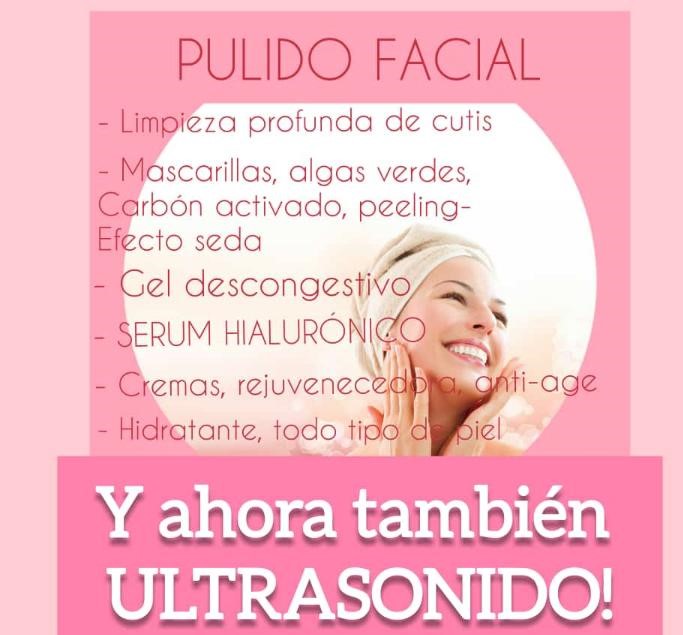 PULIDO FACIAL
- Limpieza profunda de cutis
- Mascarillas, algas verdes,
Carbón activado, peeling-
Efecto seda
- Gel descongestivo
- SERUM HIALURÓNICO
- Cremas, rejuvenecedora, anti-age
- Hidratante, todo tipo de piel
Y ahora también
ULTRASONIDO!